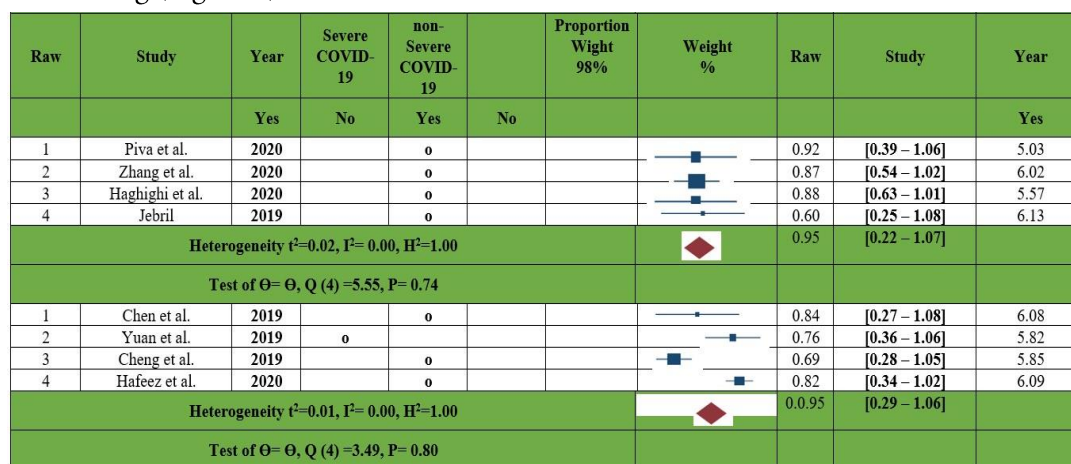 Raw Study Year Severe COVID-19 non-Severe COVID-19 Proportion Wight 98% Weight % Raw Study Year
Yes No Yes No Yes
1 Piva et al. 2020 o 0.92 [0.39 – 1.06] 5.03
2 Zhang et al. 2020 o 0.87 [0.54 – 1.02] 6.02
3 Haghighi et al. 2020 o 0.88 [0.63 – 1.01] 5.57
4 Jebril 2019 o 0.60 [0.25 – 1.08] 6.13
Heterogeneity t²=0.02, I²= 0.00, H²=1.00 0.95 [0.22 – 1.07]
Test of ϴ= ϴ, Q (4) =5.55, P= 0.74
1 Chen et al. 2019 o 0.84 [0.27 – 1.08] 6.08
2 Yuan et al. 2019 o 0.76 [0.36 – 1.06] 5.82
3 Cheng et al. 2019 o 0.69 [0.28 – 1.05] 5.85
4 Hafeez et al. 2020 o 0.82 [0.34 – 1.02] 6.09
Heterogeneity t²=0.01, I²= 0.00, H²=1.00 0.0.95 [0.29 – 1.06]
Test of ϴ= ϴ, Q (4) =3.49, P= 0.80